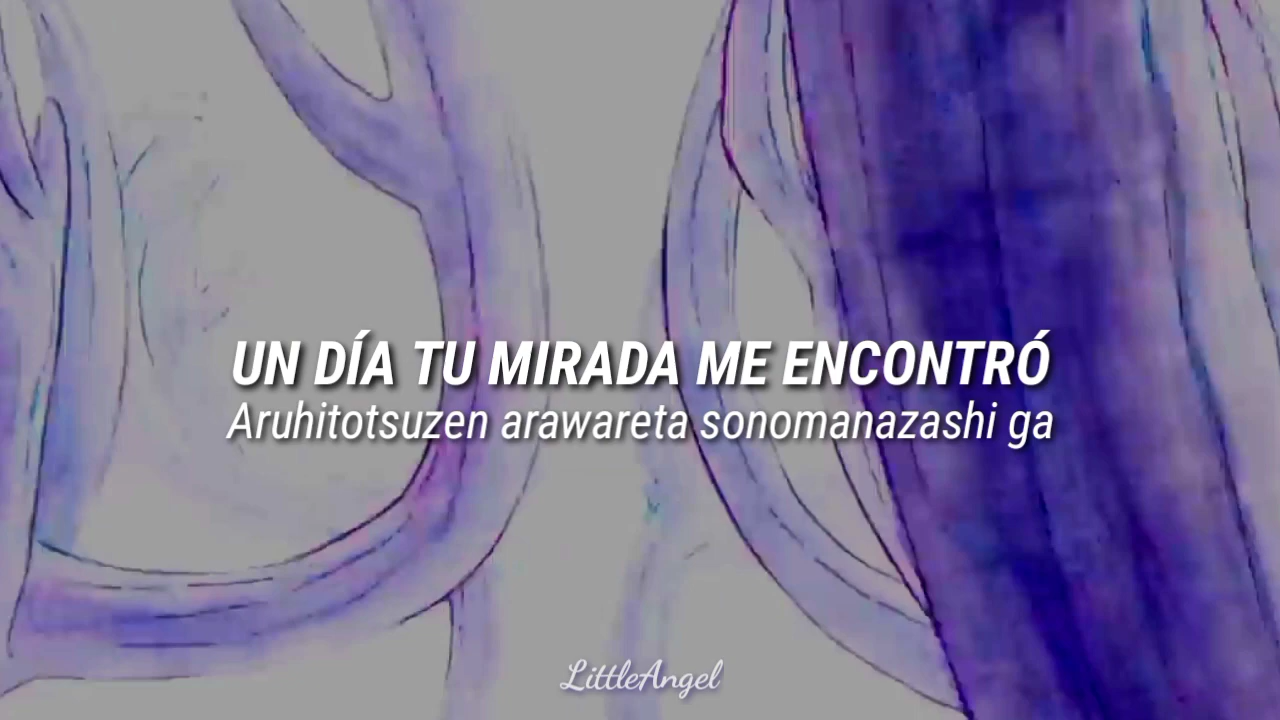 UN DÍA TU MIRADA ME ENCONTRÓ
Aruhitotsuzen arawareta sonomanazashi ga
LittleAngel